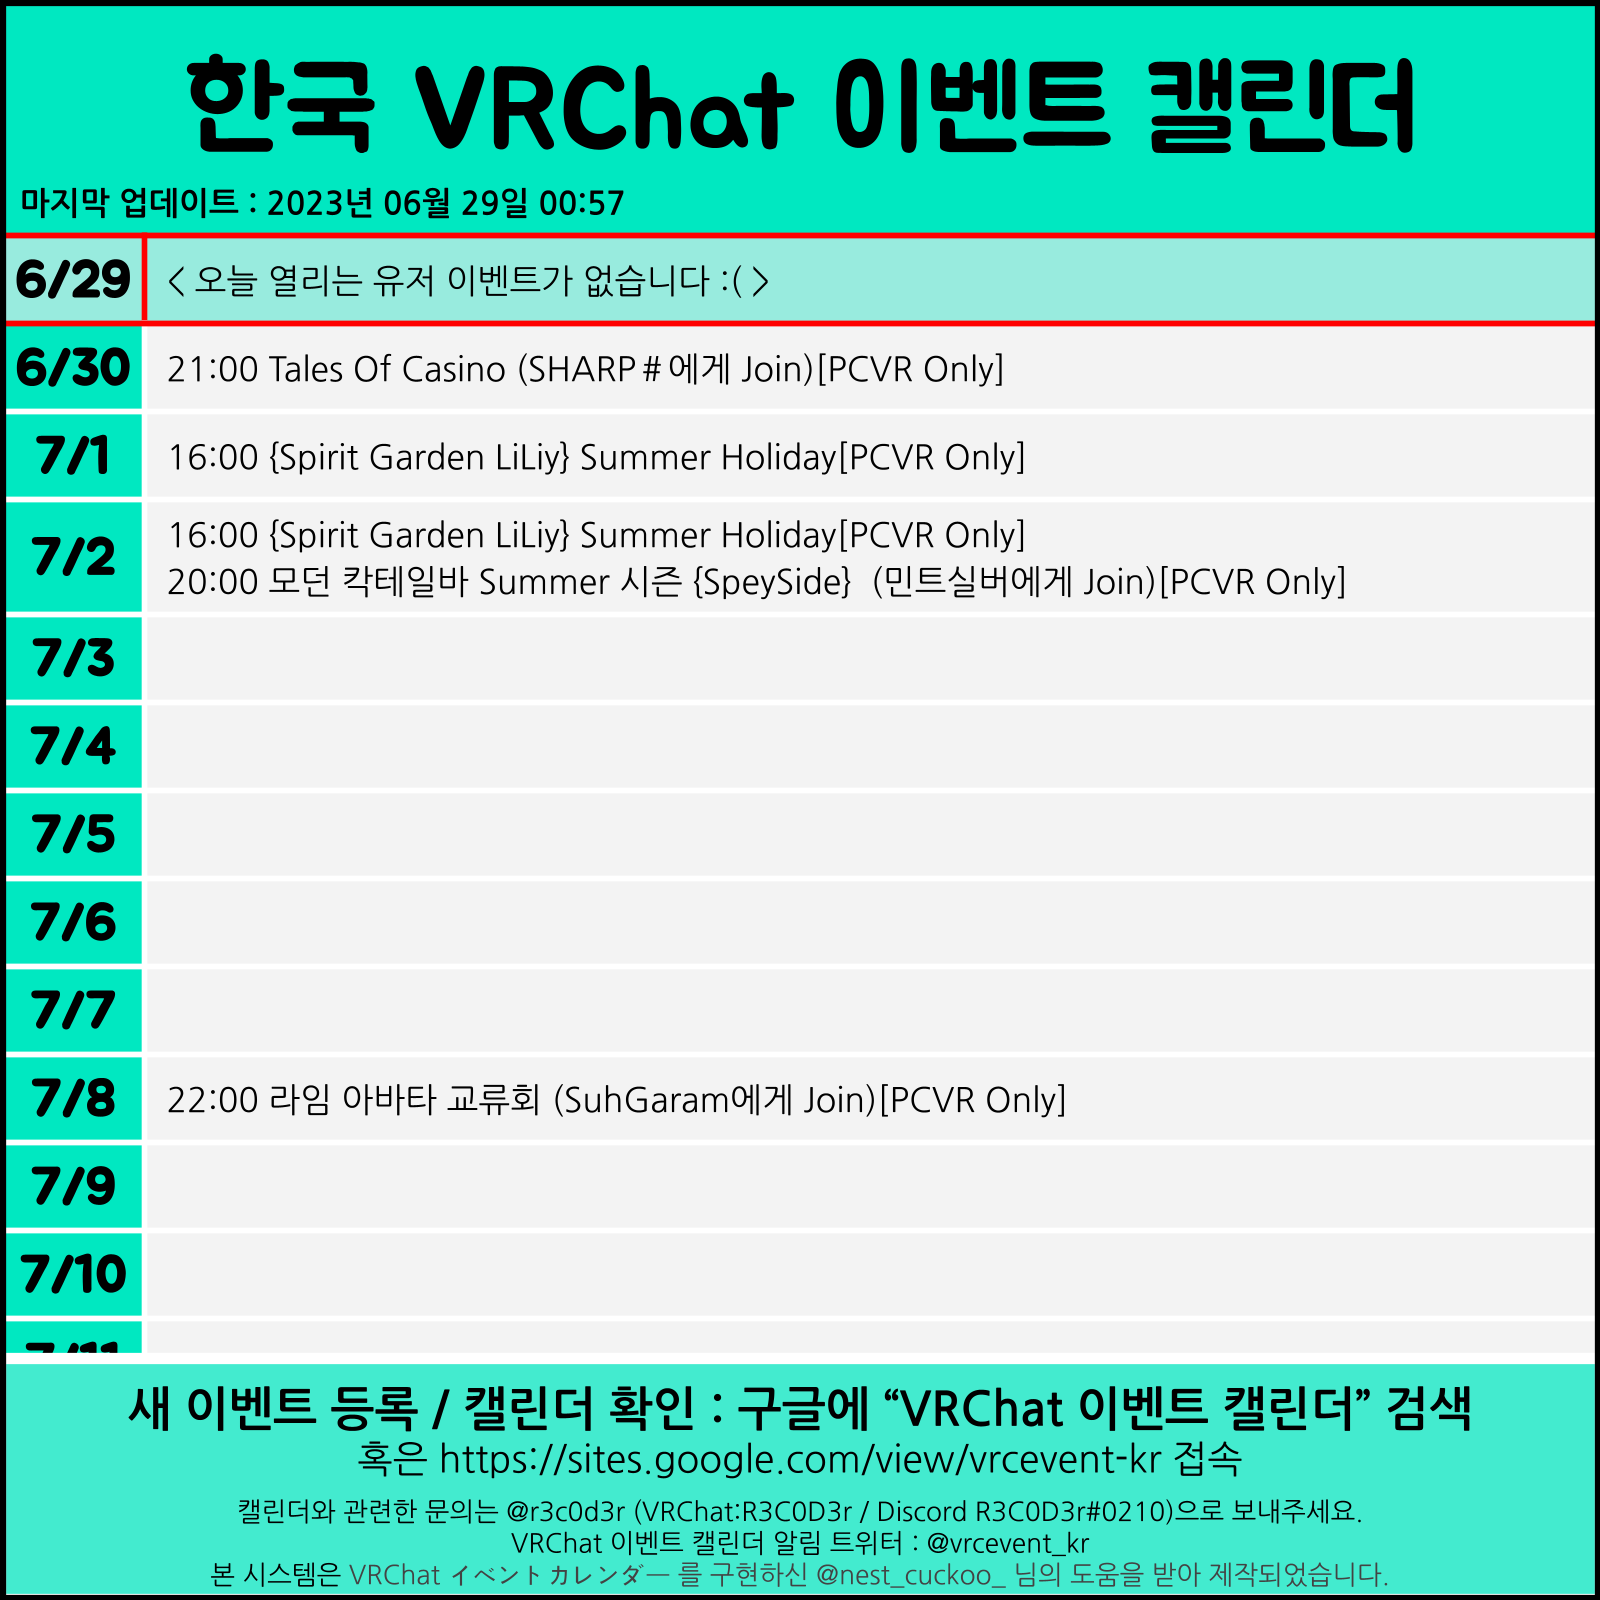 한국 VRChat 이벤트 캘린더
마지막 업데이트 : 2023년 06월 29일 00:57
6/29 < 오늘 열리는 유저 이벤트가 없습니다 :( >
6/30 21:00 Tales Of Casino (SHARP#에게 Join)[PCVR Only]
7/1 16:00 {Spirit Garden LiLiy} Summer Holiday[PCVR Only]
7/2 16:00 {Spirit Garden LiLiy} Summer Holiday[PCVR Only]
20:00 모던 칵테일바 Summer 시즌 {SpeySide} (민트실버에게 Join)[PCVR Only]
7/3
7/4
7/5
7/6
7/7
7/8 22:00 라임 아바타 교류회 (SuhGaram에게 Join)[PCVR Only]
7/9
7/10
7/11
새 이벤트 등록 / 캘린더 확인 : 구글에 “VRChat 이벤트 캘린더” 검색
혹은 https://sites.google.com/view/vrcevent-kr 접속
캘린더와 관련한 문의는 @r3c0d3r (VRChat:R3C0D3r / Discord R3C0D3r#0210)으로 보내주세요.
VRChat 이벤트 캘린더 알림 트위터 : @vrcevent_kr
본 시스템은 VRChat イベントカレンダー 를 구현하신 @nest_cuckoo_ 님의 도움을 받아 제작되었습니다.